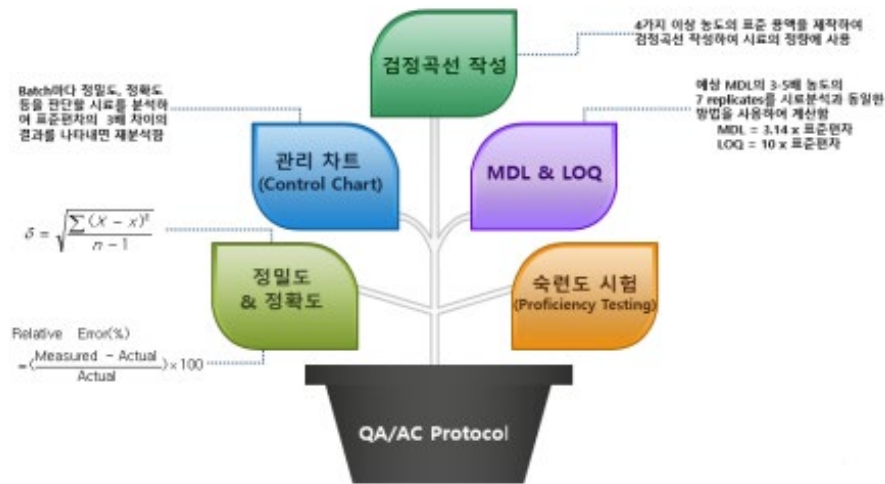 4가지 이상 농도의 표준 용액을 제작하여
검정곡선 작성하여 시료의 정량에 사용
검정곡선 작성
Batch마다 정밀도, 정확도
등을 판단할 시료를 분석하
여 표준편차의 3배 차이의
결과를 나타내면 재분석함
예상 MDL의 3-5배 농도의
7 replicates를 시료분석과 동일한
방법을 사용하여 계산함
MDL = 3.14 x 표준편차
LOQ = 10 x 표준편차
관리 차트
(Control Chart)
MDL & LOQ
δ = √(∑(X − x)² / (n − 1))
정밀도
& 정확도
숙련도 시험
(Proficiency Testing)
Relative Error(%)
=(Measured − Actual / Actual)×100
QA/AC Protocol